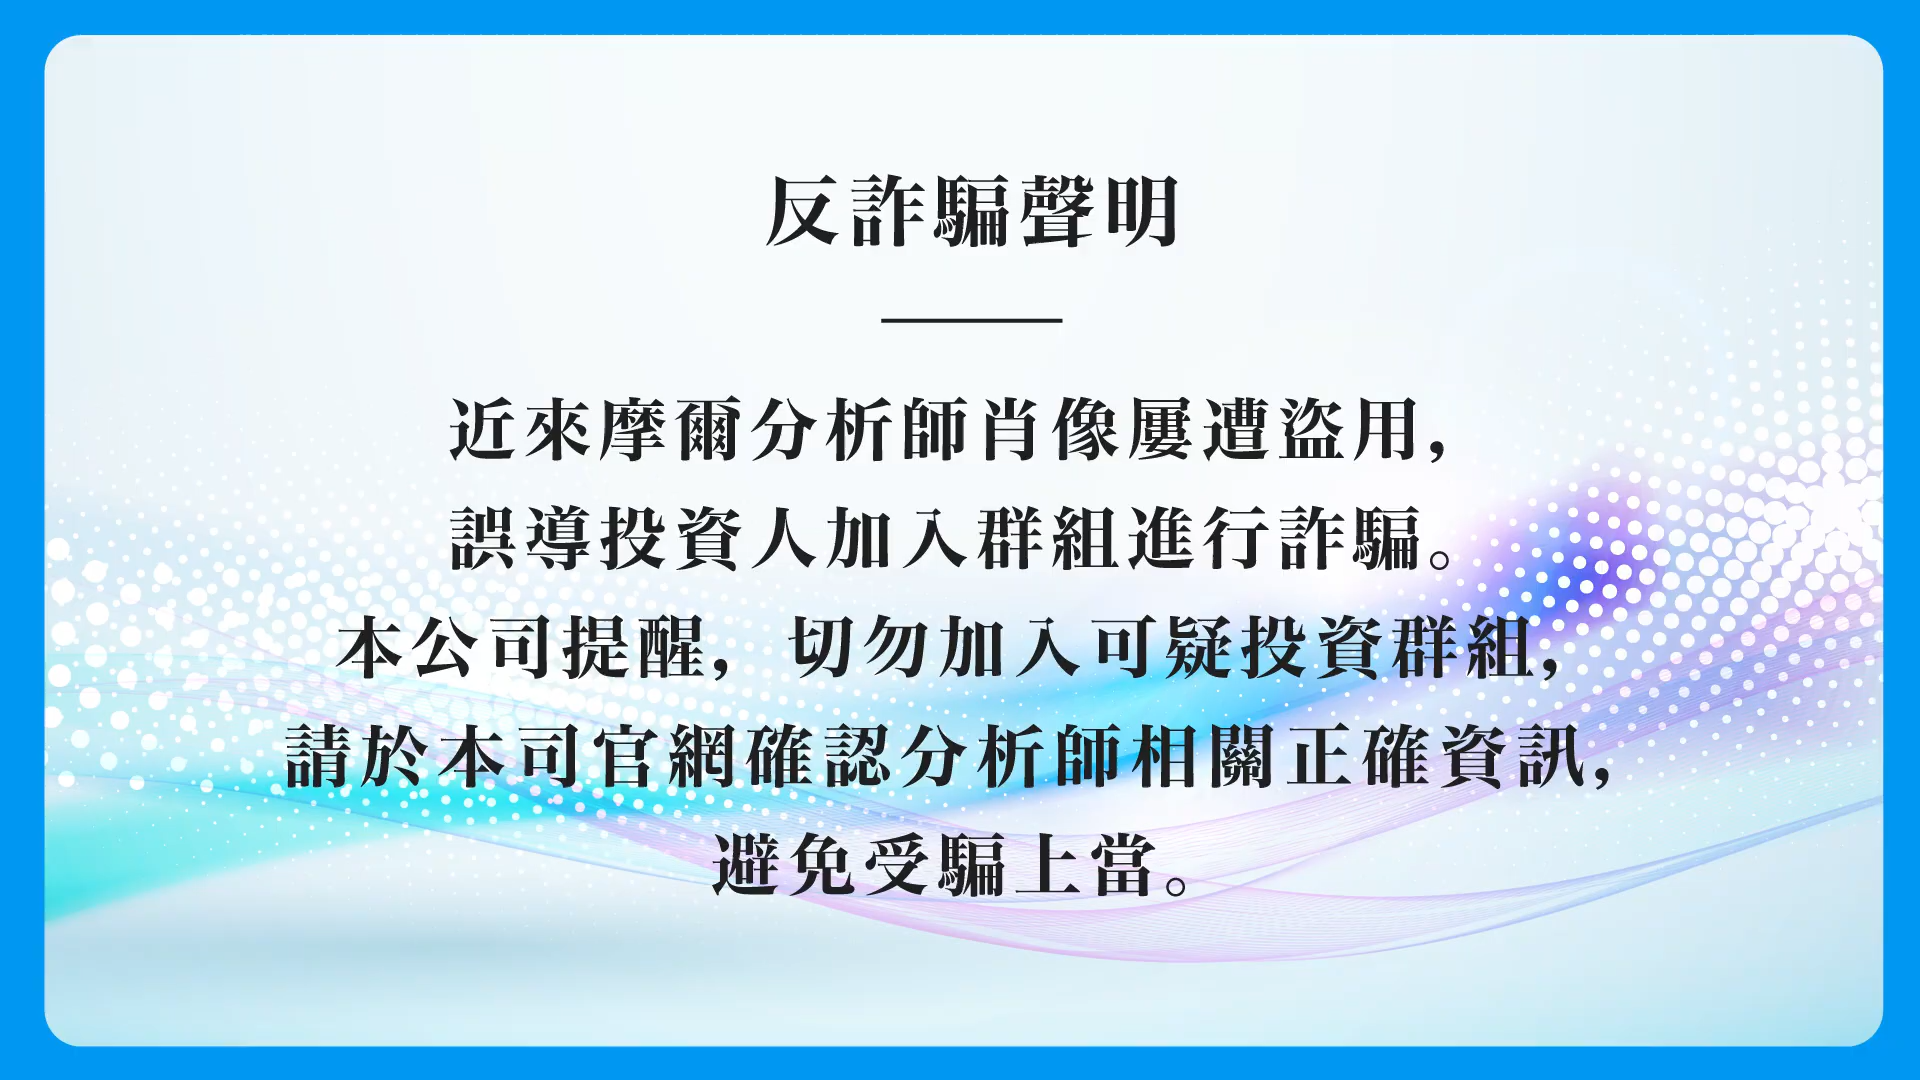 反詐騙聲明
近來摩爾分析師肖像屢遭盜用，
誤導投資人加入群組進行詐騙。
本公司提醒，切勿加入可疑投資群組，
請於本司官網確認分析師相關正確資訊，
避免受騙上當。